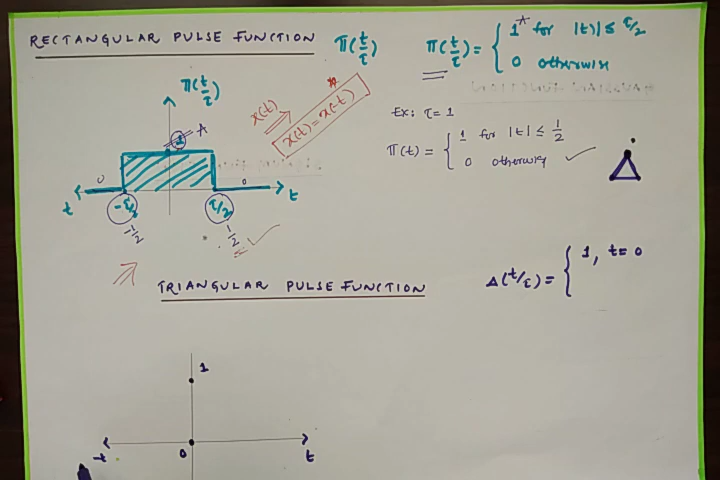 RECTANGULAR PULSE FUNCTION π(t/τ)
π(t/τ) = { 1 A for |t| ≤ τ/2
0 otherwise
π(t/τ)
1 A
0 0
t t
-τ/2 τ/2
-1/2 1/2
x(t)
x(t) = x(-t)
Ex: τ = 1
π(t) = { 1 for |t| ≤ 1/2
0 otherwise
Δ
TRIANGULAR PULSE FUNCTION
Δ(t/τ) = { 1, t = 0
1
0
-t t